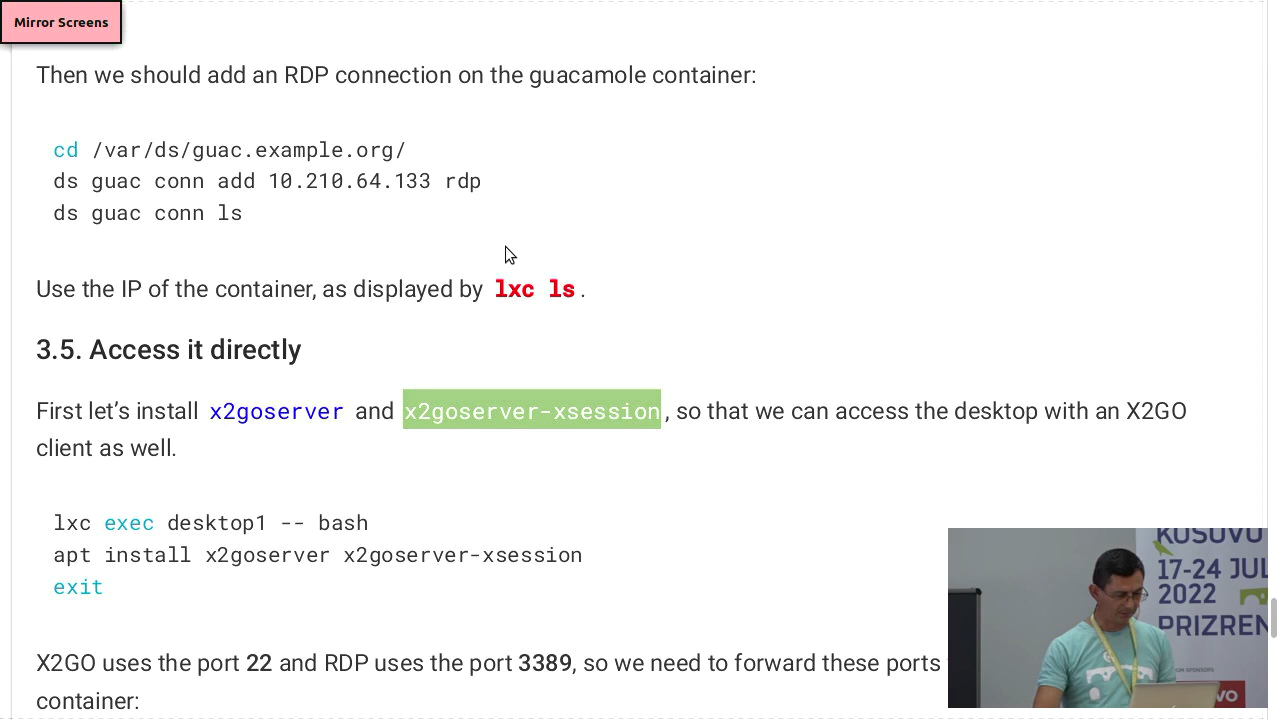 Mirror Screens
Then we should add an RDP connection on the guacamole container:
cd /var/ds/guac.example.org/
ds guac conn add 10.210.64.133 rdp
ds guac conn ls
Use the IP of the container, as displayed by lxc ls.
3.5. Access it directly
First let’s install x2goserver and x2goserver-xsession, so that we can access the desktop with an X2GO
client as well.
lxc exec desktop1 -- bash
apt install x2goserver x2goserver-xsession
exit
X2GO uses the port 22 and RDP uses the port 3389, so we need to forward these ports
container:
KOSOVO
17-24 JUL
2022
PRIZREN